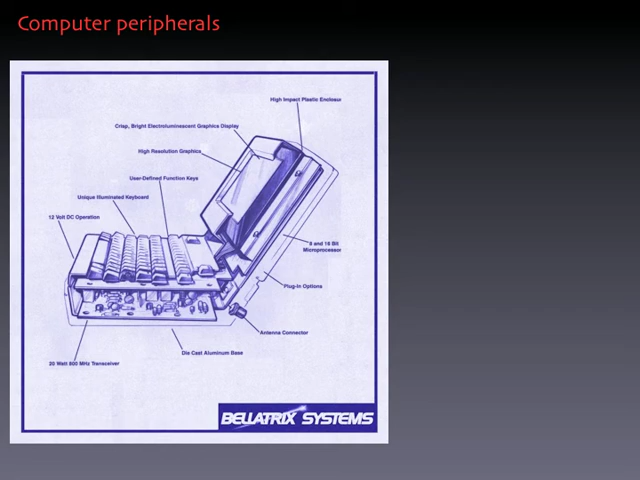 Computer peripherals
High Impact Plastic Enclosure
Crisp, Bright Electroluminescent Graphics Display
High Resolution Graphics
User-Defined Function Keys
Unique Illuminated Keyboard
12 Volt DC Operation
8 and 16 Bit
Microprocessor
Plug-in Options
Antenna Connector
Die Cast Aluminum Base
25 Watt 800 MHz Transceiver
BELLATRIX SYSTEMS